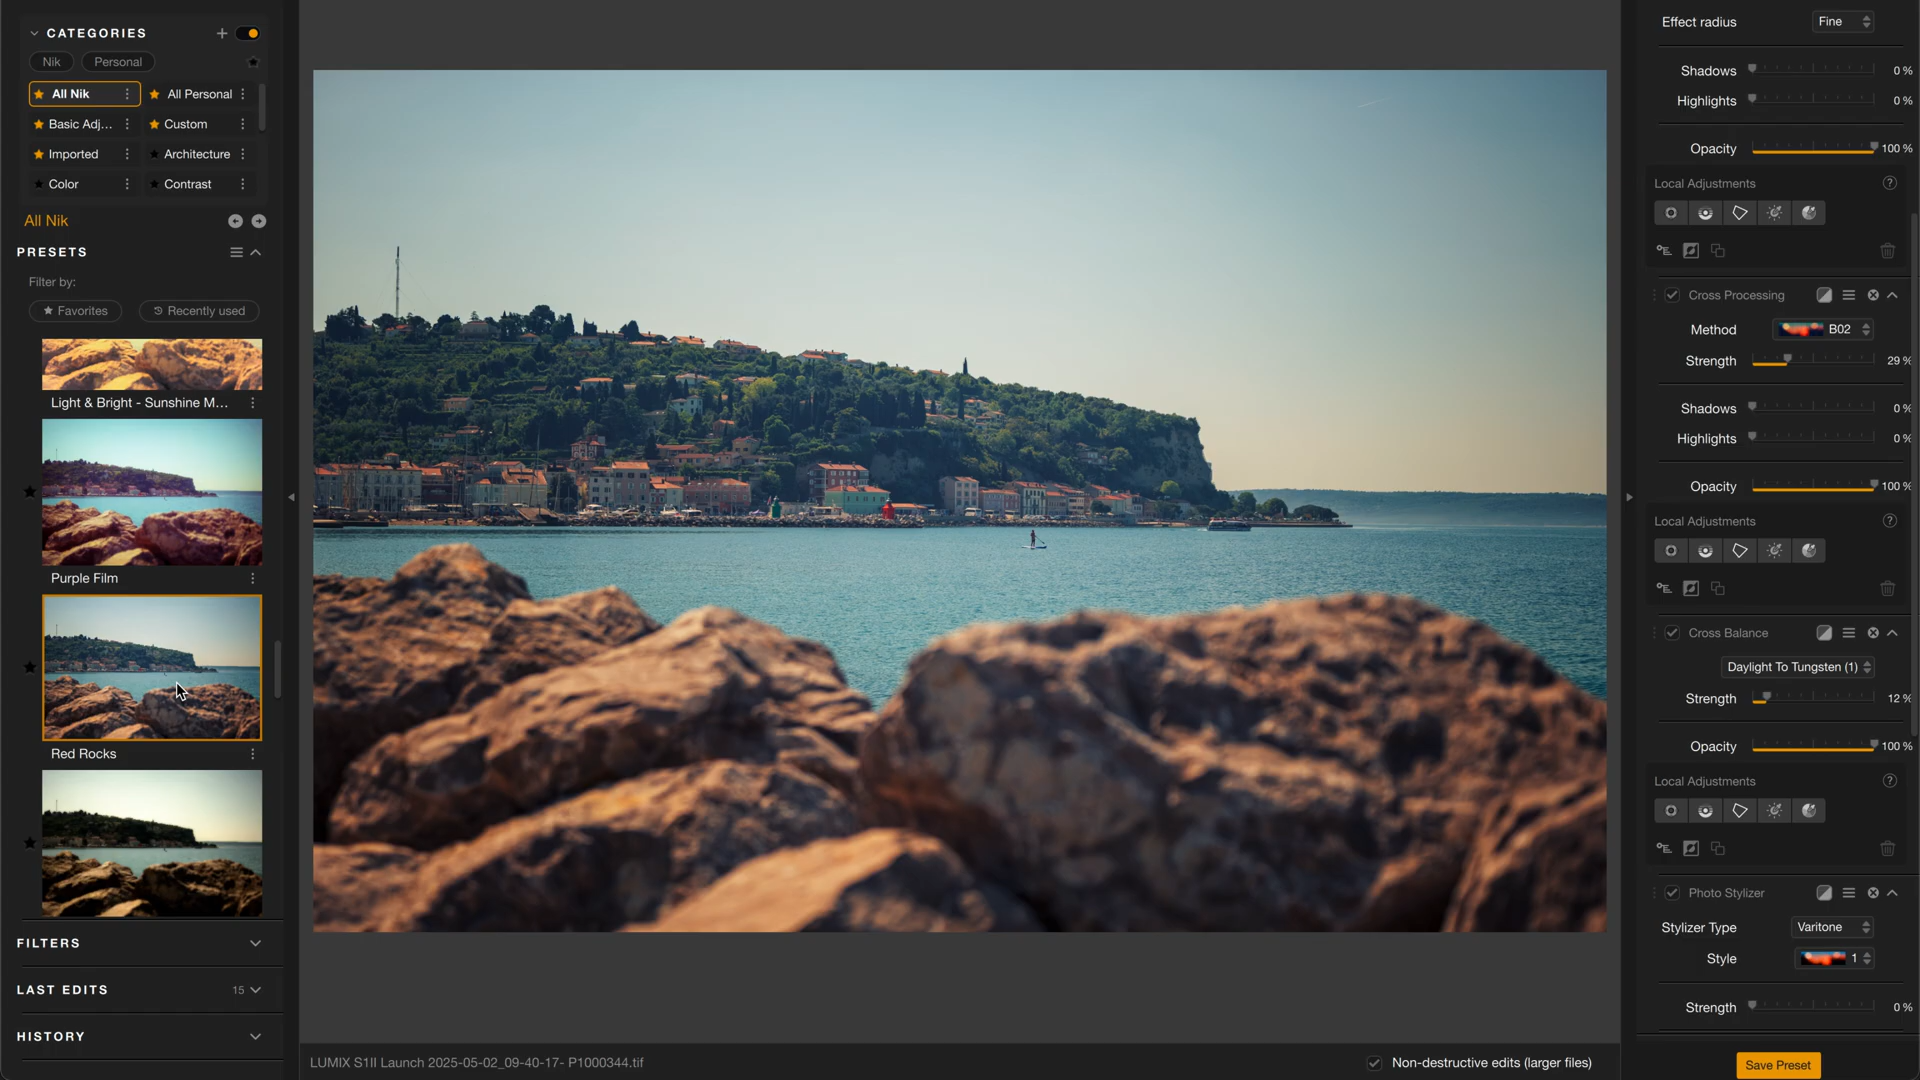 CATEGORIES
Nik Personal
All Nik All Personal
Basic Adj... Custom
Imported Architecture
Color Contrast
All Nik
PRESETS
Filter by:
Favorites Recently used
Light & Bright - Sunshine M...
Purple Film
Red Rocks
FILTERS
LAST EDITS 15
HISTORY
LUMIX S1II Launch 2025-05-02_09-40-17- P1000344.tif
Non-destructive edits (larger files)
Effect radius Fine
Shadows 0 %
Highlights 0 %
Opacity 100 %
Local Adjustments ?
Cross Processing
Method B02
Strength 29 %
Shadows 0 %
Highlights 0 %
Opacity 100 %
Local Adjustments ?
Cross Balance
Daylight To Tungsten (1)
Strength 12 %
Opacity 100 %
Local Adjustments ?
Photo Stylizer
Stylizer Type Varitone
Style 1
Strength 0 %
Save Preset